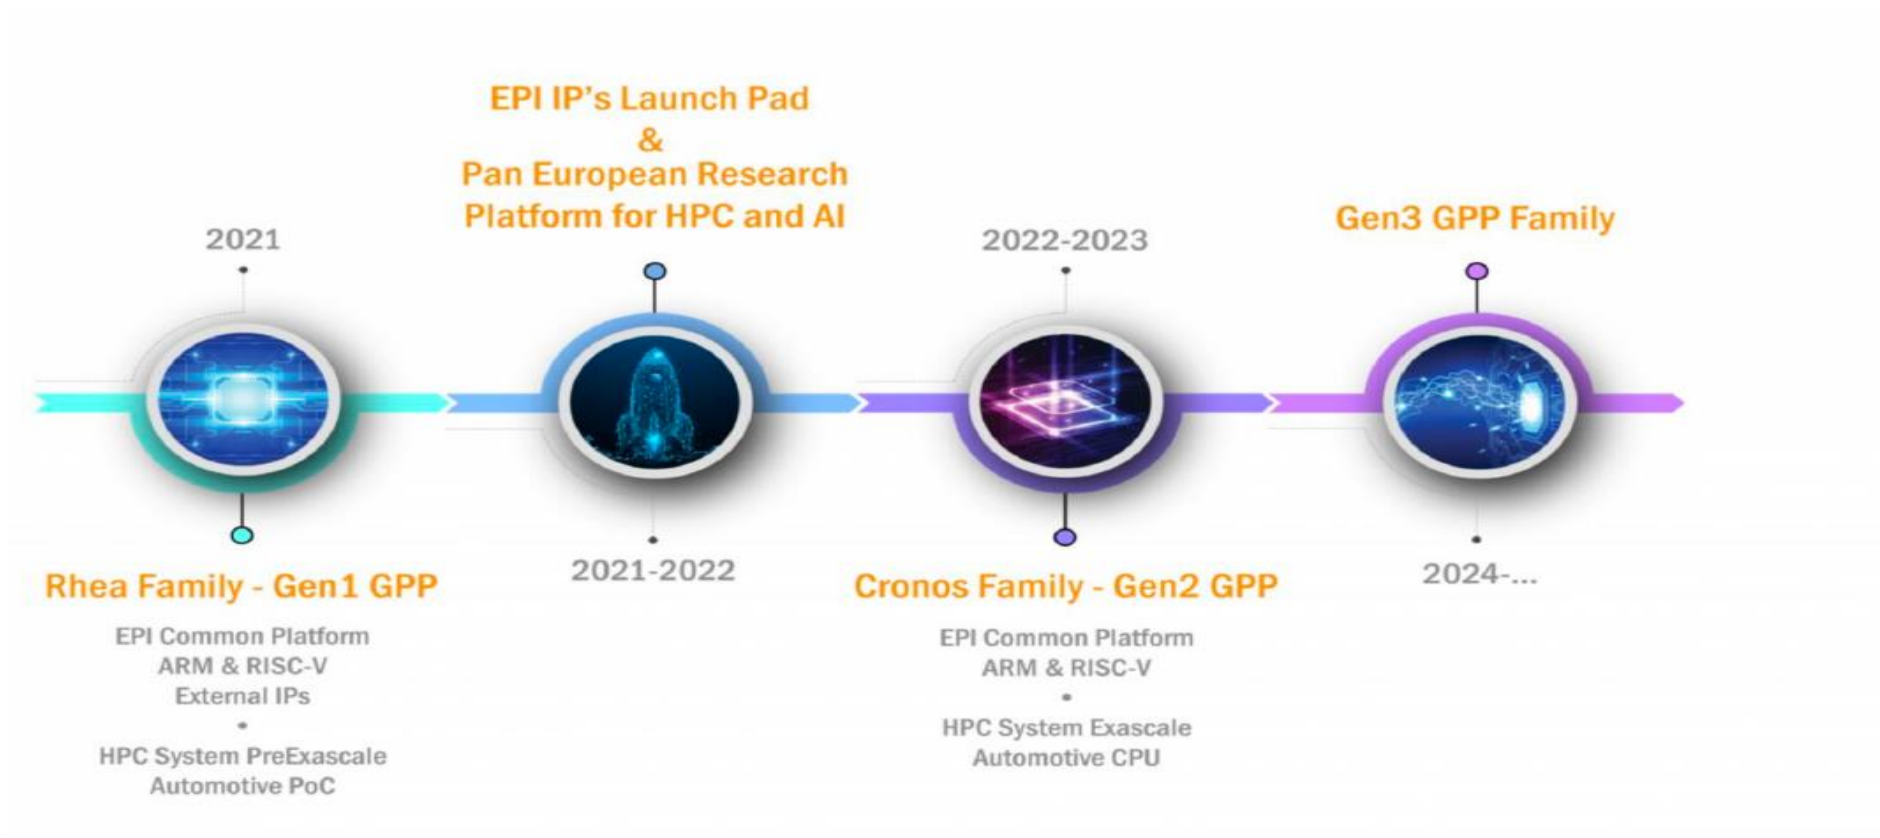 2021
Rhea Family - Gen1 GPP
EPI Common Platform
ARM & RISC-V
External IPs
•
HPC System PreExascale
Automotive PoC
EPI IP's Launch Pad
&
Pan European Research
Platform for HPC and AI
2021-2022
2022-2023
Cronos Family - Gen2 GPP
EPI Common Platform
ARM & RISC-V
•
HPC System Exascale
Automotive CPU
Gen3 GPP Family
2024-...